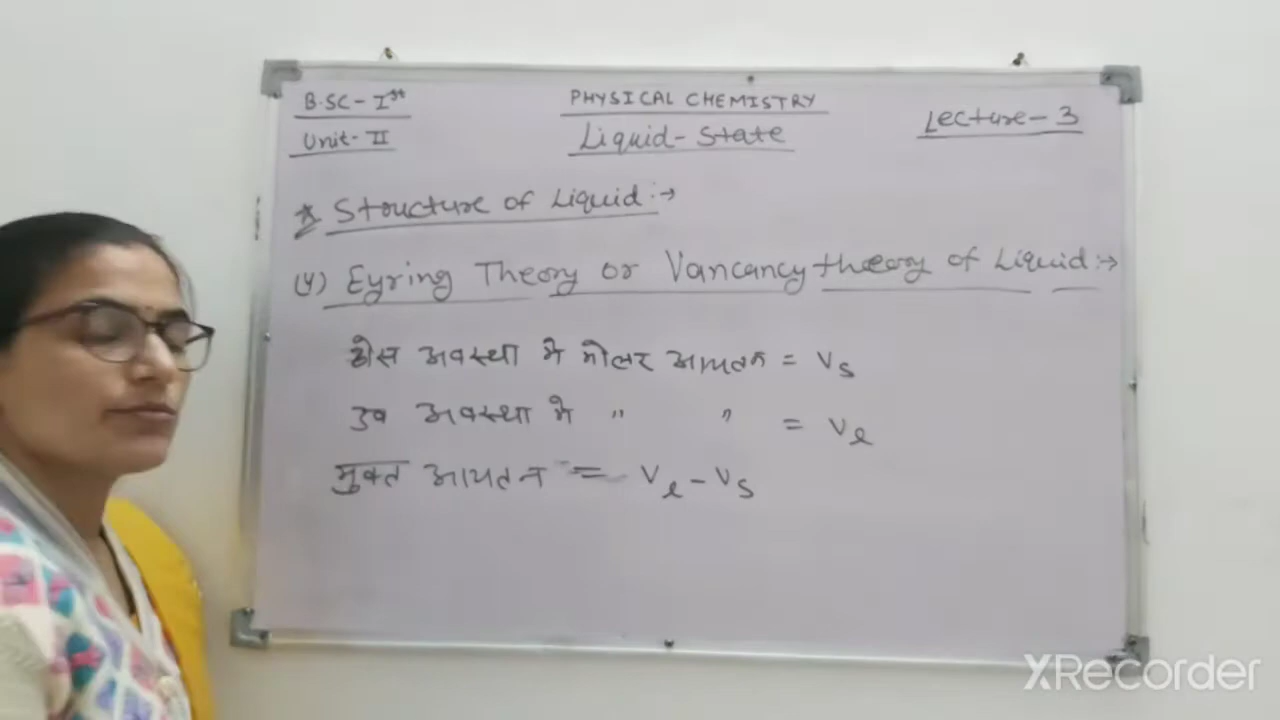 B.SC - Ist
PHYSICAL CHEMISTRY
Lecture - 3
Unit - II
Liquid - State
* Structure of Liquid :→
(4) Eyring Theory or Vancancy theory of Liquid :→
ठोस अवस्था मे मोलर आयतन = Vs
द्रव अवस्था मे " " = Vl
मुक्त आयतन = Vl - Vs
XRecorder